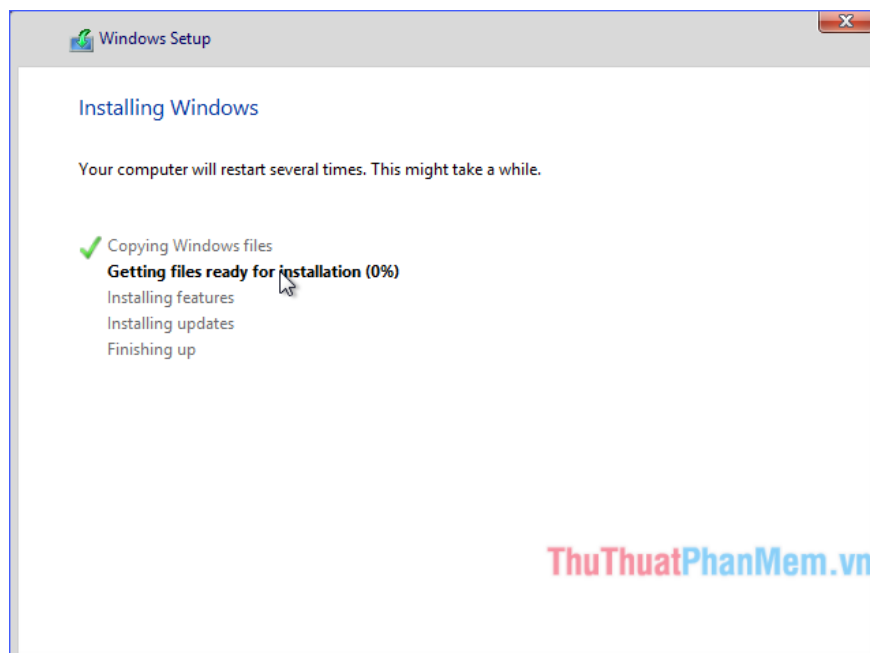 Windows Setup
Installing Windows
Your computer will restart several times. This might take a while.
Copying Windows files
Getting files ready for installation (0%)
Installing features
Installing updates
Finishing up
ThuThuatPhanMem.vn